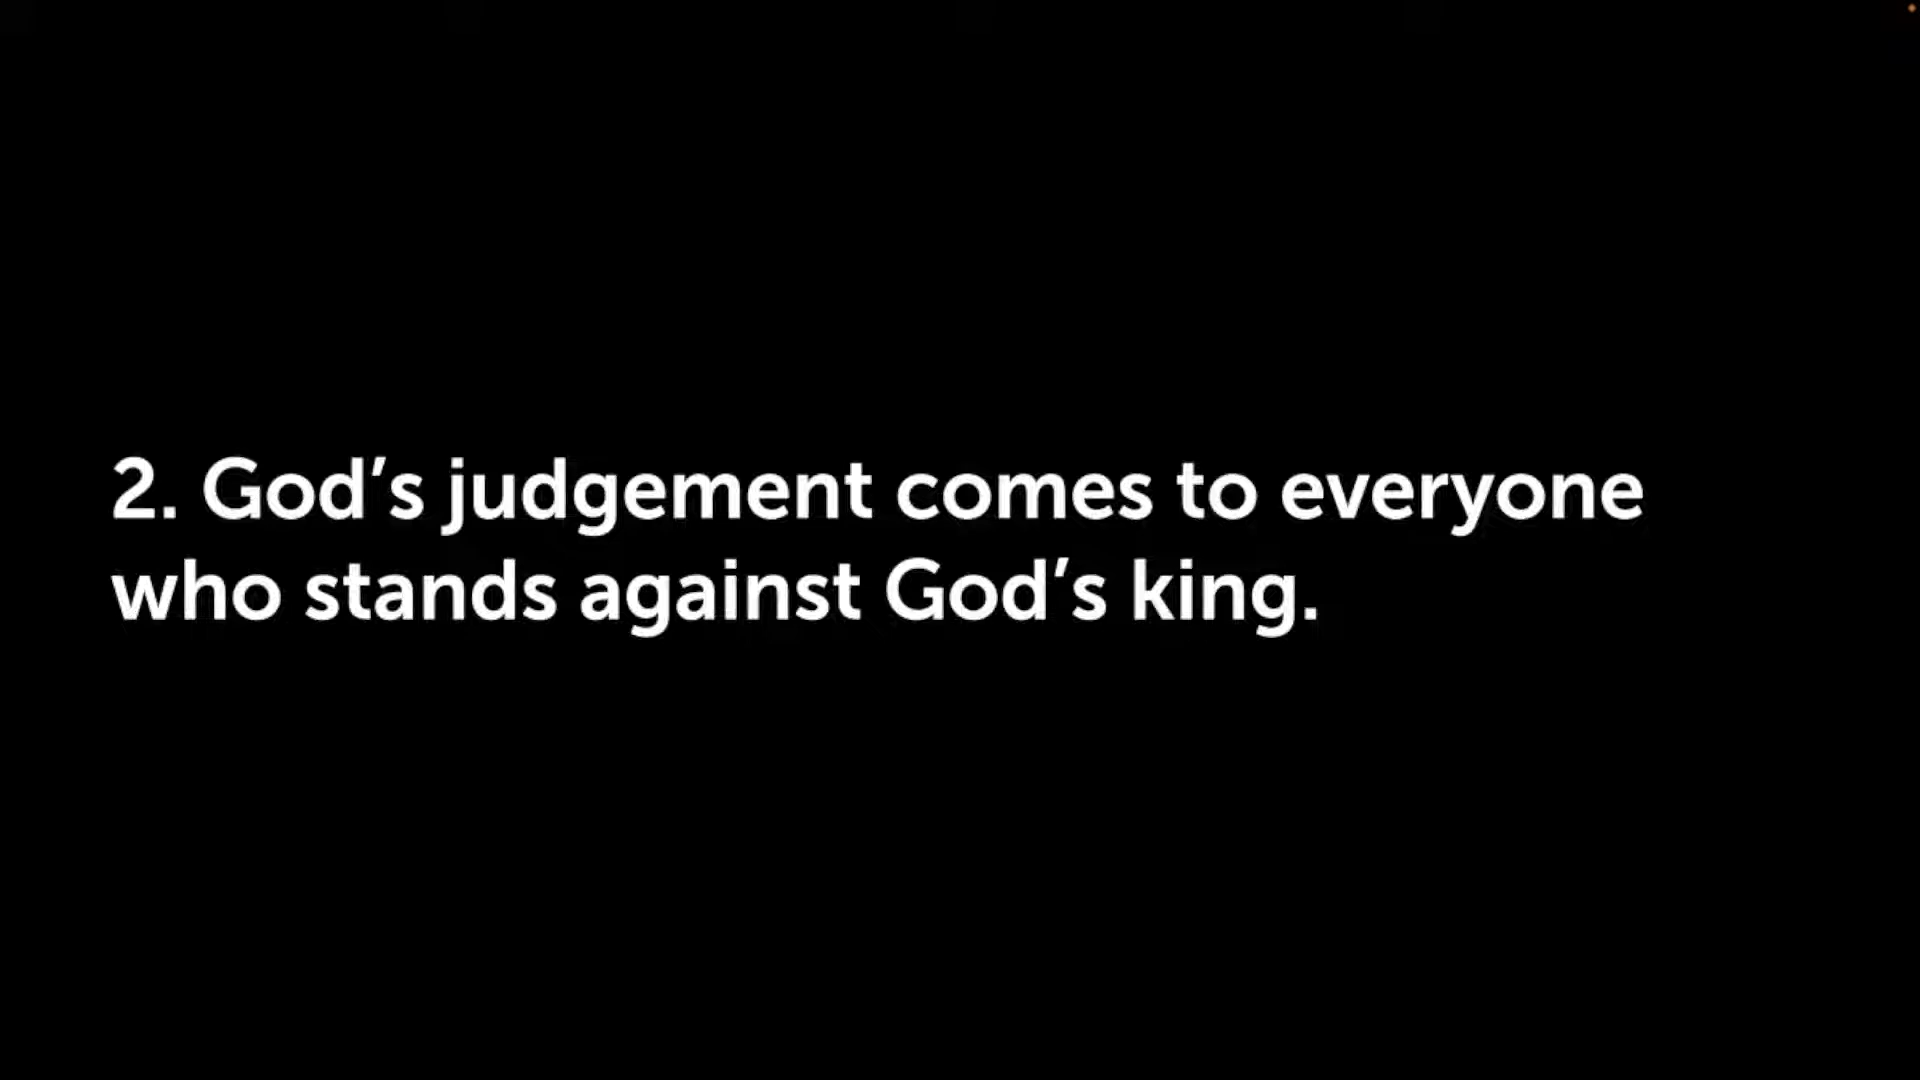 2. God’s judgement comes to everyone
who stands against God’s king.